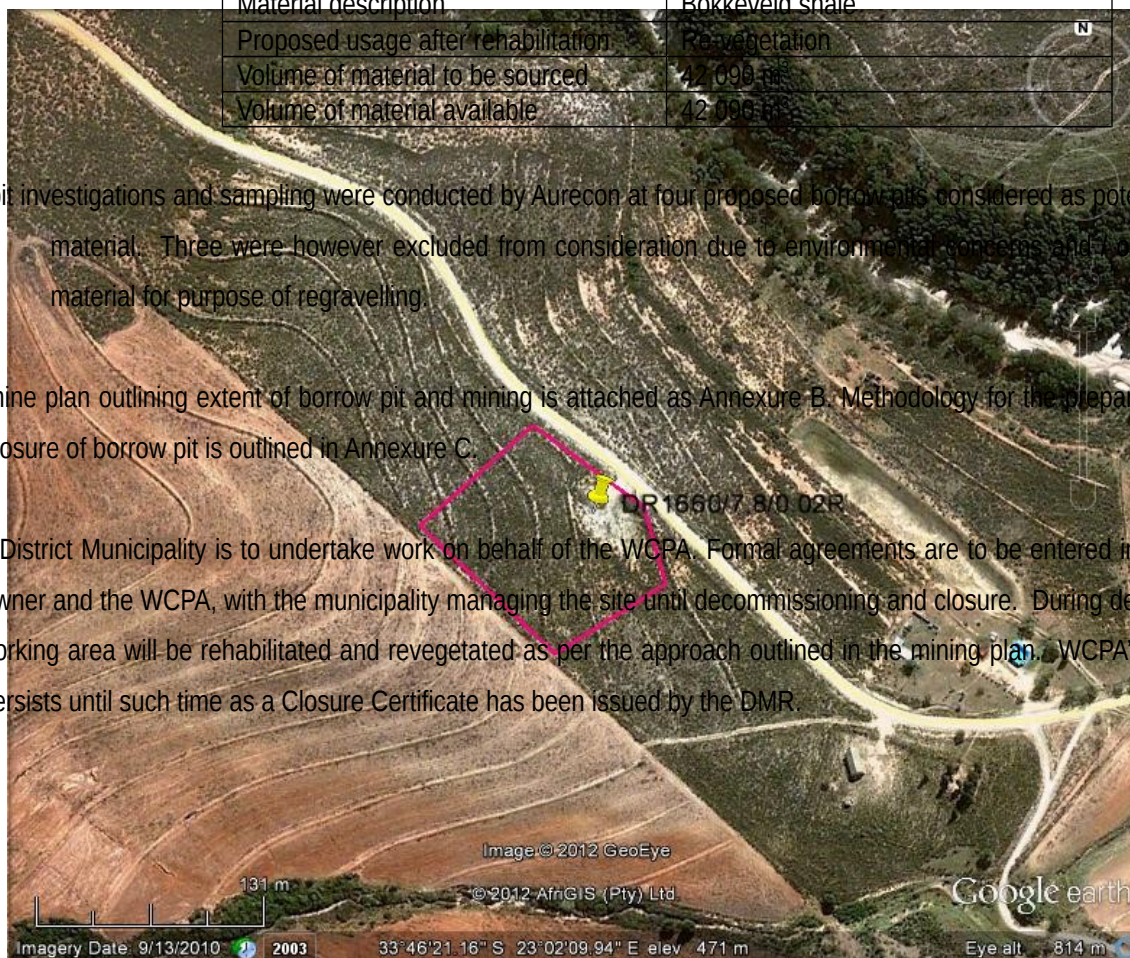 Material description Bokkeveld shale
Proposed usage after rehabilitation Re-vegetation
Volume of material to be sourced 42 090 m
Volume of material available 42 090 m
N
it investigations and sampling were conducted by Aurecon at four proposed borrow pits considered as pote
material. Three were however excluded from consideration due to environmental concerns and
material for purpose of regravelling.
nine plan outlining extent of borrow pit and mining is attached as Annexure B. Methodology for the prepar
osure of borrow pit is outlined in Annexure C.
DR1660/7.8/0.02R
District Municipality is to undertake work on behalf of the WCPA. Formal agreements are to be entered in
wner and the WCPA, with the municipality managing the site until decommissioning and closure. During de
orking area will be rehabilitated and revegetated as per the approach outlined in the mining plan. WCPA'
ersists until such time as a Closure Certificate has been issued by the DMR.
Image © 2012 GeoEye
131 m
© 2012 AfriGIS (Pty) Ltd
Google earth
Imagery Date: 9/13/2010 2003 33°46'21.16" S 23°02'09.94" E elev 471 m Eye alt 814 m